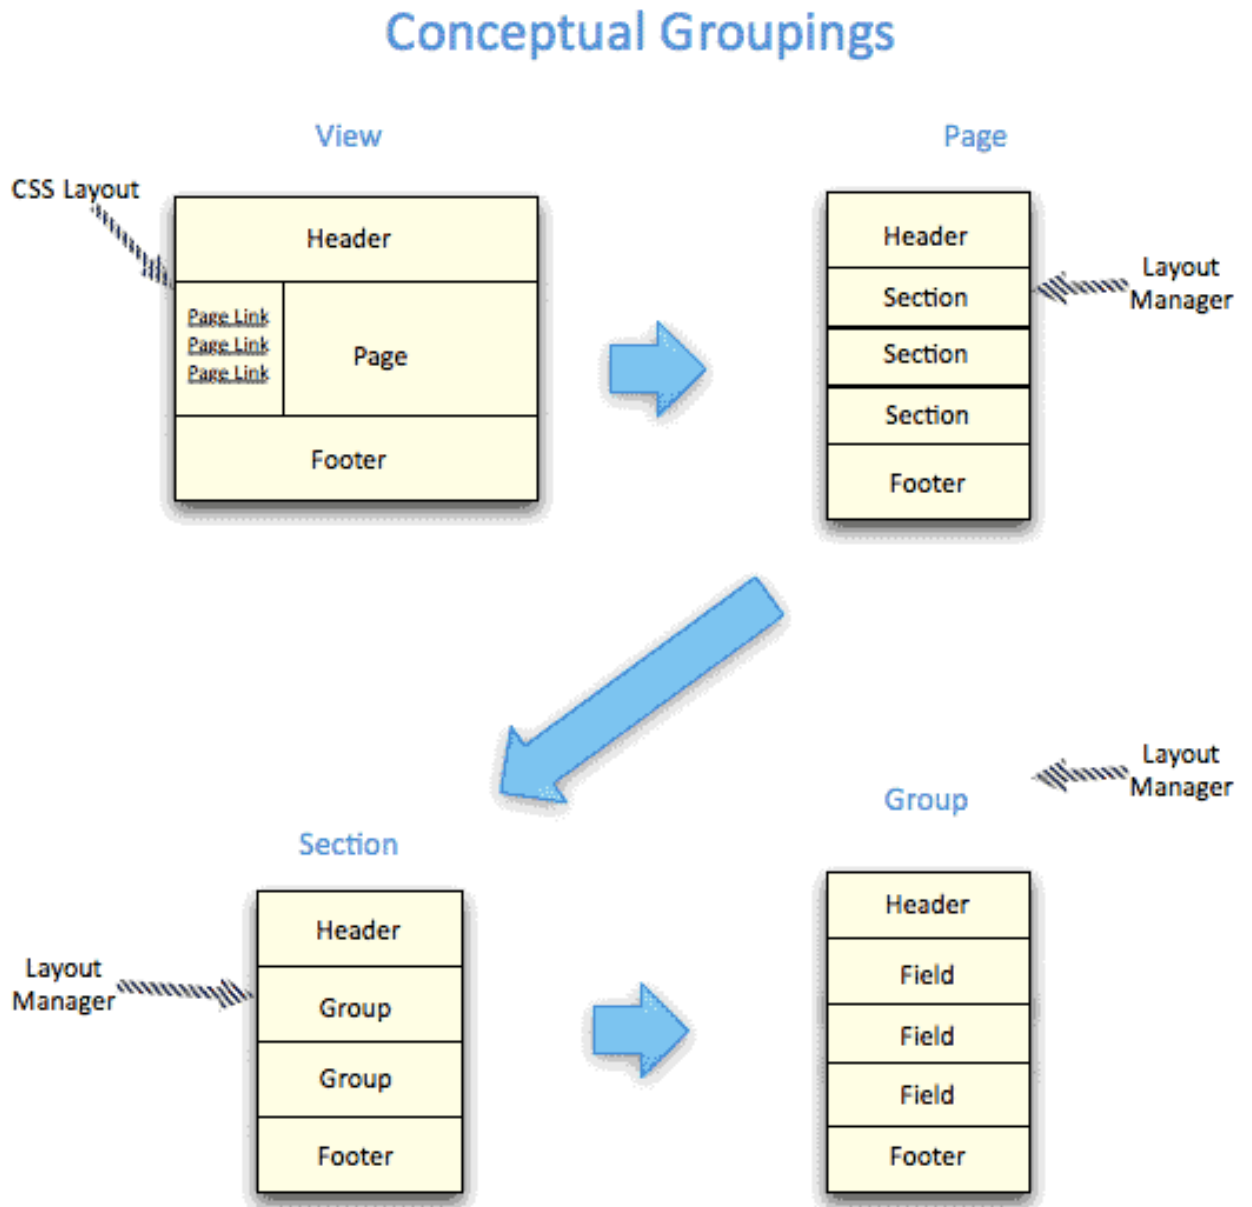 Conceptual Groupings
View
CSS Layout
Header
Page Link
Page Link
Page Link
Page
Footer
Page
Header
Section
Section
Section
Footer
Layout
Manager
Section
Layout
Manager
Header
Group
Group
Footer
Group
Layout
Manager
Header
Field
Field
Field
Footer